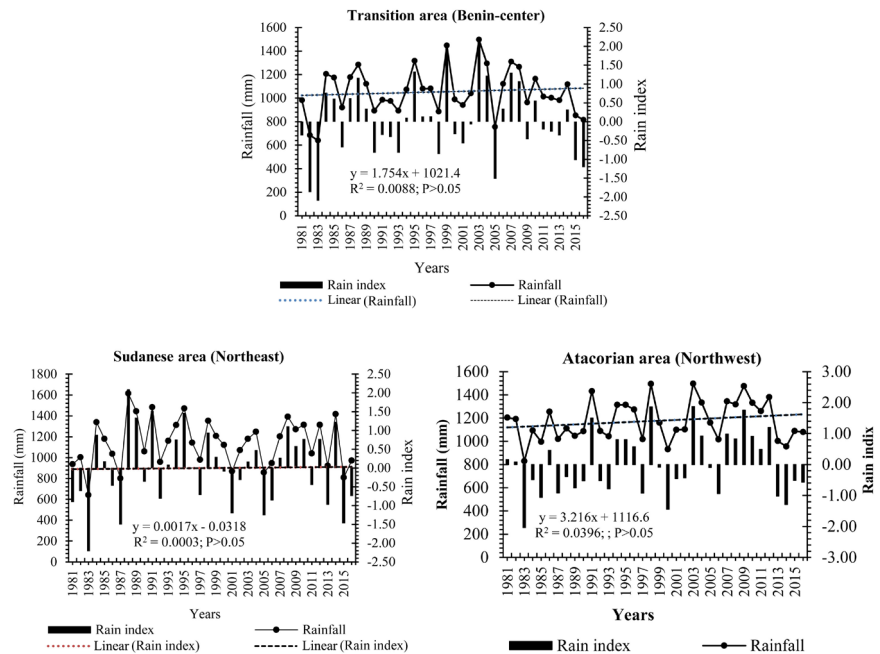 Transition area (Benin-center)
1600 2.50
1400 2.00
1200 1.50
1000 1.00
800 0.50
600 0.00
400 -0.50
200 -1.00
0 -1.50
-2.00
-2.50
Rainfall (mm)
Rain index
y = 1.754x + 1021.4
R² = 0.0088; P>0.05
1981 1983 1985 1987 1989 1991 1993 1995 1997 1999 2001 2003 2005 2007 2009 2011 2013 2015
Years
Rain index Rainfall
Linear (Rainfall) Linear (Rainfall)
Sudanese area (Northeast)
1800 2.50
1600 2.00
1400 1.50
1200 1.00
1000 0.50
800 0.00
600 -0.50
400 -1.00
200 -1.50
0 -2.00
-2.50
Rainfall (mm)
Rain index
y = 0.0017x - 0.0318
R² = 0.0003; P>0.05
1981 1983 1985 1987 1989 1991 1993 1995 1997 1999 2001 2003 2005 2007 2009 2011 2013 2015
Years
Rain index Rainfall
Linear (Rain index) Linear (Rain index)
Atacorian area (Northwest)
1600 3.00
1400 2.00
1200 1.00
1000 0.00
800 -1.00
600 -2.00
400 -3.00
200
0
Rainfall (mm)
Rain indix
y = 3.216x + 1116.6
R² = 0.0396; ; P>0.05
1981 1983 1985 1987 1989 1991 1993 1995 1997 1999 2001 2003 2005 2007 2009 2011 2013 2015
Years
Rain index Rainfall